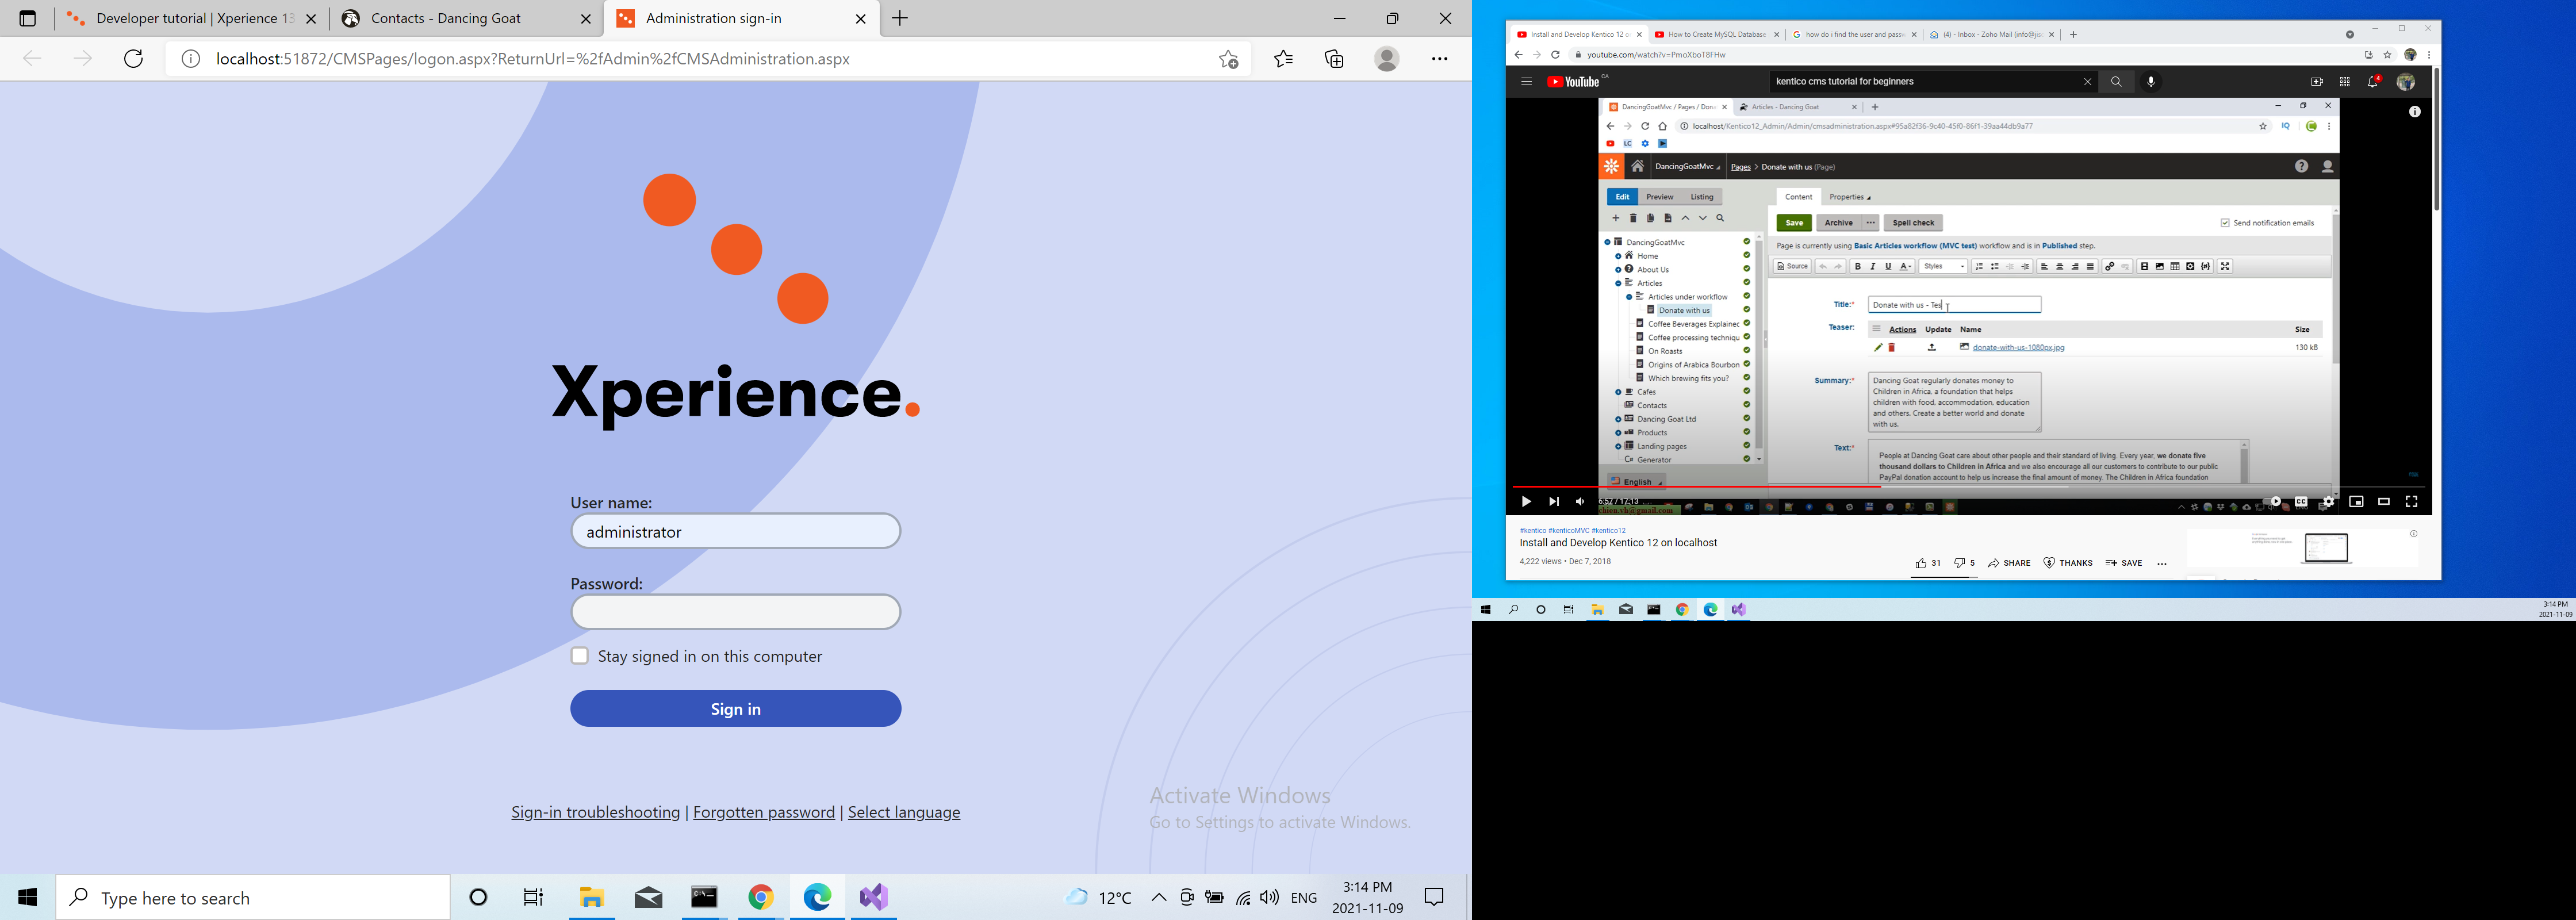 Developer tutorial | Xperience 13
Contacts - Dancing Goat
Administration sign-in
localhost:51872/CMSPages/logon.aspx?ReturnUrl=%2fAdmin%2fCMSAdministration.aspx
Xperience.
User name:
administrator
Password:
Stay signed in on this computer
Sign in
Sign-in troubleshooting | Forgotten password | Select language
Activate Windows
Go to Settings to activate Windows.
Type here to search
12°C
ENG
3:14 PM
2021-11-09
Install and Develop Kentico 12 o
How to Create MySQL Database
how do i find the user and passw
(4) - Inbox - Zoho Mail (info@jis
youtube.com/watch?v=PmoXboT8FHw
YouTube CA
kentico cms tutorial for beginners
4
DancingGoatMvc / Pages / Don
Articles - Dancing Goat
localhost/Kentico12_Admin/Admin/cmsadministration.aspx#95a82f36-9c40-45f0-86f1-39aa44db9a77
IQ
LC
DancingGoatMvc
Pages > Donate with us (Page)
Edit Preview Listing
Content Properties
Save Archive ... Spell check
Send notification emails
Page is currently using Basic Articles workflow (MVC test) workflow and is in Published step.
Source B I U A Styles
DancingGoatMvc
Home
About Us
Articles
Articles under workflow
Donate with us
Coffee Beverages Explained
Coffee processing techniqu
On Roasts
Origins of Arabica Bourbon
Which brewing fits you?
Cafes
Contacts
Dancing Goat Ltd
Products
Landing pages
Generator
English
Title:*
Donate with us - Tes
Teaser:
Actions Update Name Size
donate-with-us-1080px.jpg 130 kB
Summary:*
Dancing Goat regularly donates money to
Children in Africa, a foundation that helps
children with food, accommodation, education
and others. Create a better world and donate
with us.
Text:*
People at Dancing Goat care about other people and their standard of living. Every year, we donate five
thousand dollars to Children in Africa and we also encourage all our customers to contribute to our public
PayPal donation account to help us increase the final amount of money. The Children in Africa foundation
6:57 / 17:13
chien.vh@gmail.com
CC
#kentico #kenticoMVC #kentico12
Install and Develop Kentico 12 on localhost
4,222 views • Dec 7, 2018
31 5 SHARE THANKS SAVE ...
3:14 PM
2021-11-09